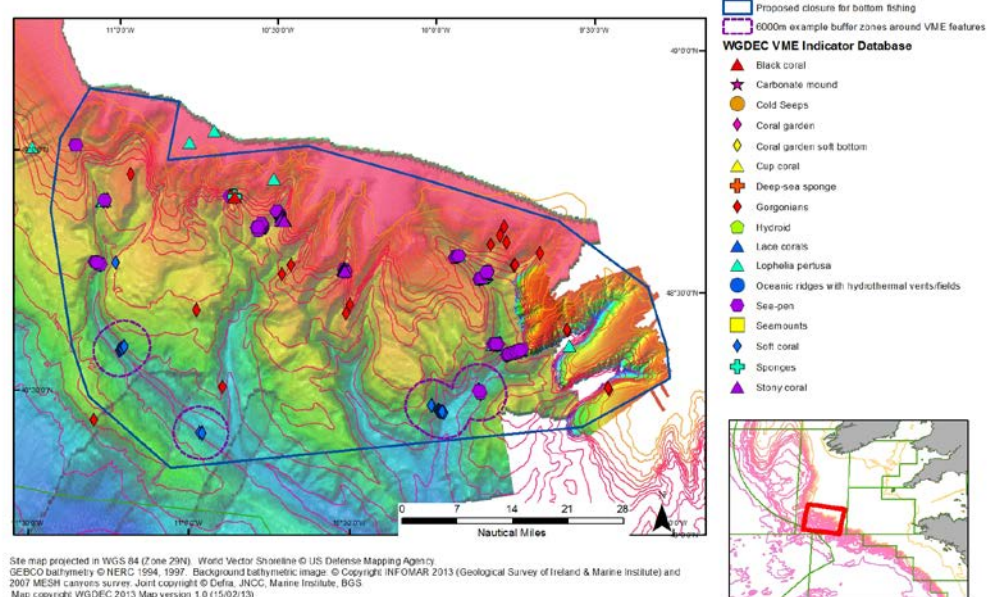 11°0'0"W
10°30'0"W
10°0'0"W
9°30'0"W
49°0'0"N
48°30'0"N
11°0'0"W
0 7 14 21 28
Nautical Miles
Proposed closure for bottom fishing
6000m example buffer zones around VME features
WGDEC VME Indicator Database
Black coral
Carbonate mound
Cold Seeps
Coral garden
Coral garden soft bottom
Cup coral
Deep-sea sponge
Gorgonians
Hydroid
Lace corals
Lophelia pertusa
Oceanic ridges with hydrothermal vents/fields
Sea-pen
Seamounts
Soft coral
Sponges
Stony coral
Site map projected in WGS 84 (Zone 29N). World Vector Shoreline © US Defense Mapping Agency
GEBCO bathymetry © NERC 1994, 1997. Background bathymetric image: © Copyright INFOMAR 2013 (Geological Survey of Ireland & Marine Institute) and
2007 MESH canyons survey. Joint copyright © Defra, JNCC, Marine Institute, BGS
Map copyright WGDEC 2013 Map version 1.0 (15/02/13)